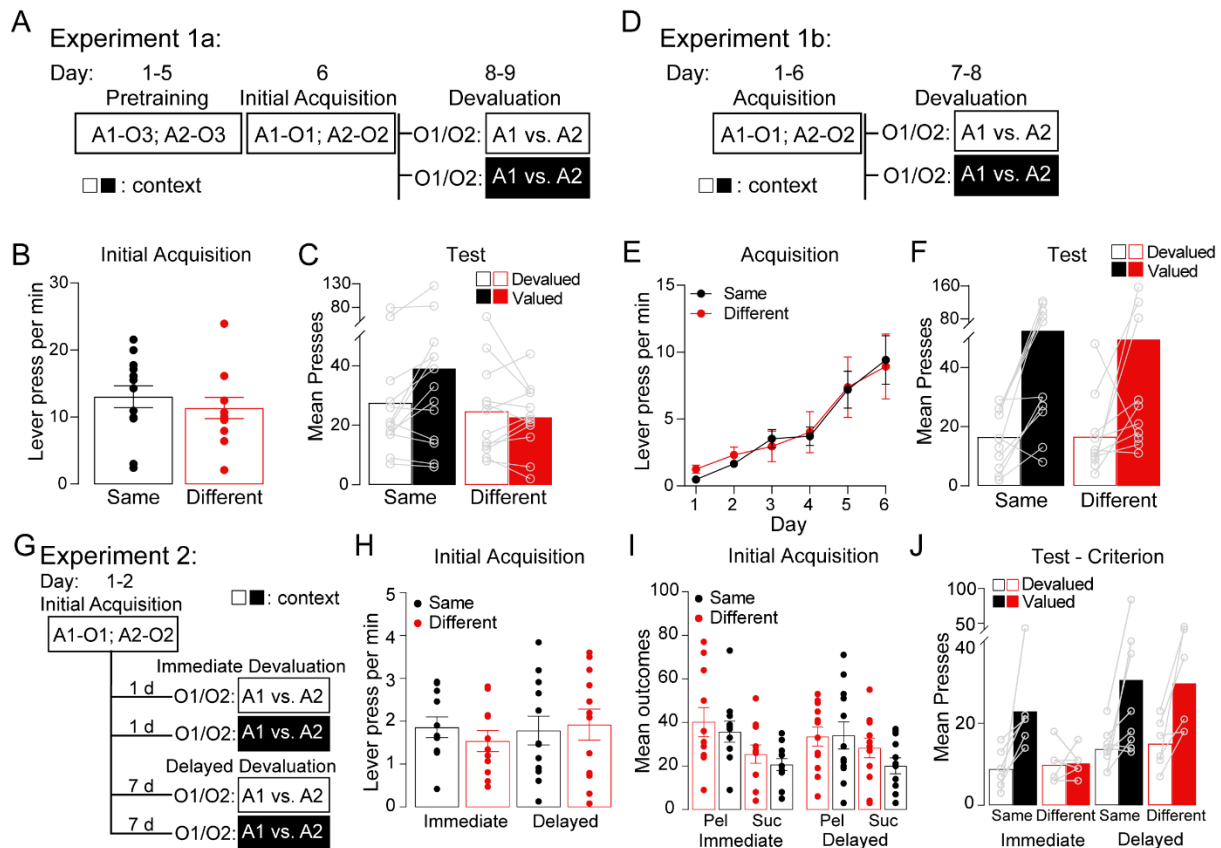 A
Experiment 1a:
Day: 1-5 6 8-9
Pretraining Initial Acquisition Devaluation
A1-O3; A2-O3 A1-O1; A2-O2 O1/O2: A1 vs. A2
: context O1/O2: A1 vs. A2
D
Experiment 1b:
Day: 1-6 7-8
Acquisition Devaluation
A1-O1; A2-O2 O1/O2: A1 vs. A2
: context O1/O2: A1 vs. A2
B
Initial Acquisition
Lever press per min
30
20
10
0
Same Different
C
Test
Devalued
Valued
Mean Presses
130
80
40
20
0
Same Different
E
Acquisition
Same
Different
Lever press per min
15
10
5
0
1 2 3 4 5 6
Day
F
Test
Devalued
Valued
Mean Presses
160
80
40
20
0
Same Different
G
Experiment 2:
Day: 1-2
Initial Acquisition
: context
A1-O1; A2-O2
Immediate Devaluation
1 d O1/O2: A1 vs. A2
1 d O1/O2: A1 vs. A2
Delayed Devaluation
7 d O1/O2: A1 vs. A2
7 d O1/O2: A1 vs. A2
H
Initial Acquisition
Same
Different
Lever press per min
5
4
3
2
1
0
Immediate Delayed
I
Initial Acquisition
Same
Different
Mean outcomes
100
80
60
40
20
0
Pel Suc Pel Suc
Immediate Delayed
J
Test - Criterion
Devalued
Valued
Mean Presses
100
50
40
20
0
Same Different Same Different
Immediate Delayed